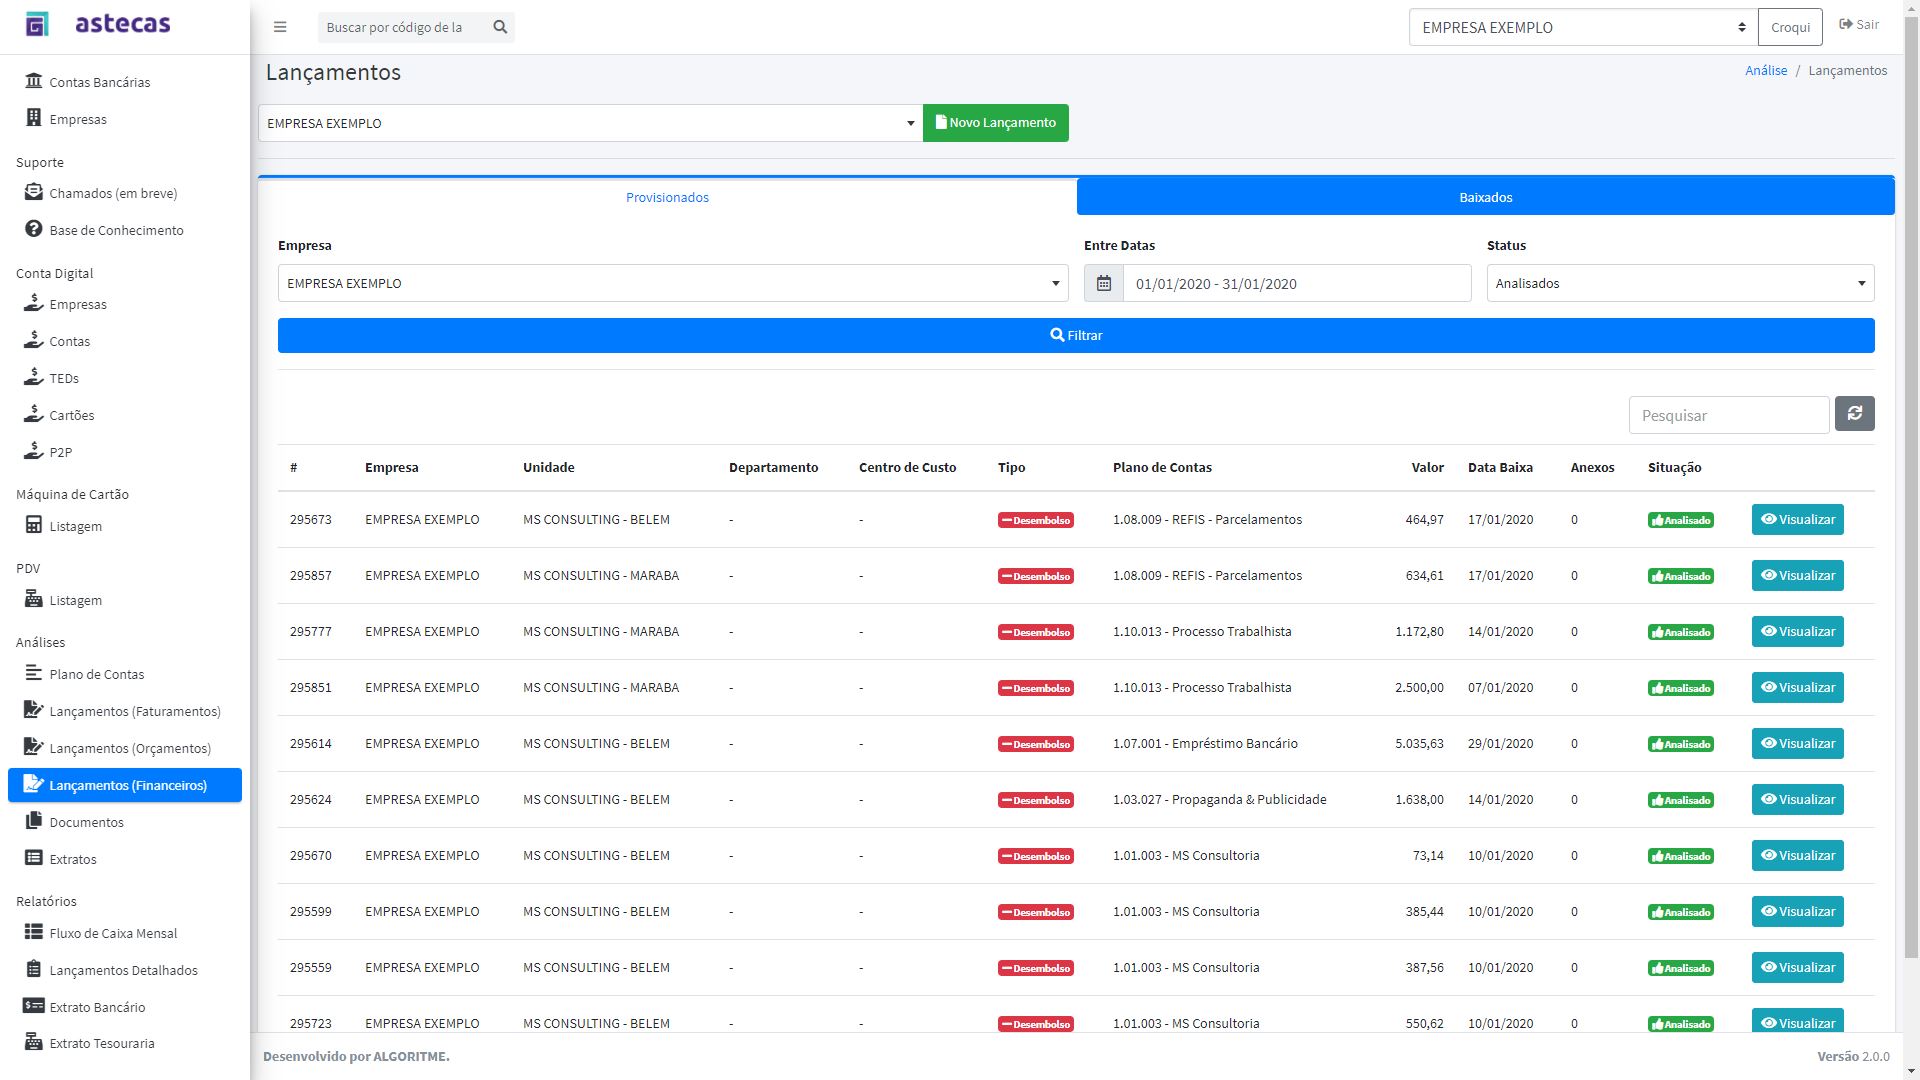 astecas
Buscar por código de la
EMPRESA EXEMPLO
Croqui
Sair
Contas Bancárias
Empresas
Suporte
Chamados (em breve)
Base de Conhecimento
Conta Digital
Empresas
Contas
TEDs
Cartões
P2P
Máquina de Cartão
Listagem
PDV
Listagem
Análises
Plano de Contas
Lançamentos (Faturamentos)
Lançamentos (Orçamentos)
Lançamentos (Financeiros)
Documentos
Extratos
Relatórios
Fluxo de Caixa Mensal
Lançamentos Detalhados
Extrato Bancário
Extrato Tesouraria
Lançamentos
Análise / Lançamentos
EMPRESA EXEMPLO
Novo Lançamento
Provisionados
Baixados
Empresa Entre Datas Status
EMPRESA EXEMPLO 01/01/2020 - 31/01/2020 Analisados
Filtrar
Pesquisar
# Empresa Unidade Departamento Centro de Custo Tipo Plano de Contas Valor Data Baixa Anexos Situação
295673 EMPRESA EXEMPLO MS CONSULTING - BELEM - - Desembolso 1.08.009 - REFIS - Parcelamentos 464,97 17/01/2020 0 Analisado Visualizar
295857 EMPRESA EXEMPLO MS CONSULTING - MARABA - - Desembolso 1.08.009 - REFIS - Parcelamentos 634,61 17/01/2020 0 Analisado Visualizar
295777 EMPRESA EXEMPLO MS CONSULTING - MARABA - - Desembolso 1.10.013 - Processo Trabalhista 1.172,80 14/01/2020 0 Analisado Visualizar
295851 EMPRESA EXEMPLO MS CONSULTING - MARABA - - Desembolso 1.10.013 - Processo Trabalhista 2.500,00 07/01/2020 0 Analisado Visualizar
295614 EMPRESA EXEMPLO MS CONSULTING - BELEM - - Desembolso 1.07.001 - Empréstimo Bancário 5.035,63 29/01/2020 0 Analisado Visualizar
295624 EMPRESA EXEMPLO MS CONSULTING - BELEM - - Desembolso 1.03.027 - Propaganda & Publicidade 1.638,00 14/01/2020 0 Analisado Visualizar
295670 EMPRESA EXEMPLO MS CONSULTING - BELEM - - Desembolso 1.01.003 - MS Consultoria 73,14 10/01/2020 0 Analisado Visualizar
295599 EMPRESA EXEMPLO MS CONSULTING - BELEM - - Desembolso 1.01.003 - MS Consultoria 385,44 10/01/2020 0 Analisado Visualizar
295559 EMPRESA EXEMPLO MS CONSULTING - BELEM - - Desembolso 1.01.003 - MS Consultoria 387,56 10/01/2020 0 Analisado Visualizar
295723 EMPRESA EXEMPLO MS CONSULTING - BELEM - - Desembolso 1.01.003 - MS Consultoria 550,62 10/01/2020 0 Analisado Visualizar
Desenvolvido por ALGORITME.
Versão 2.0.0